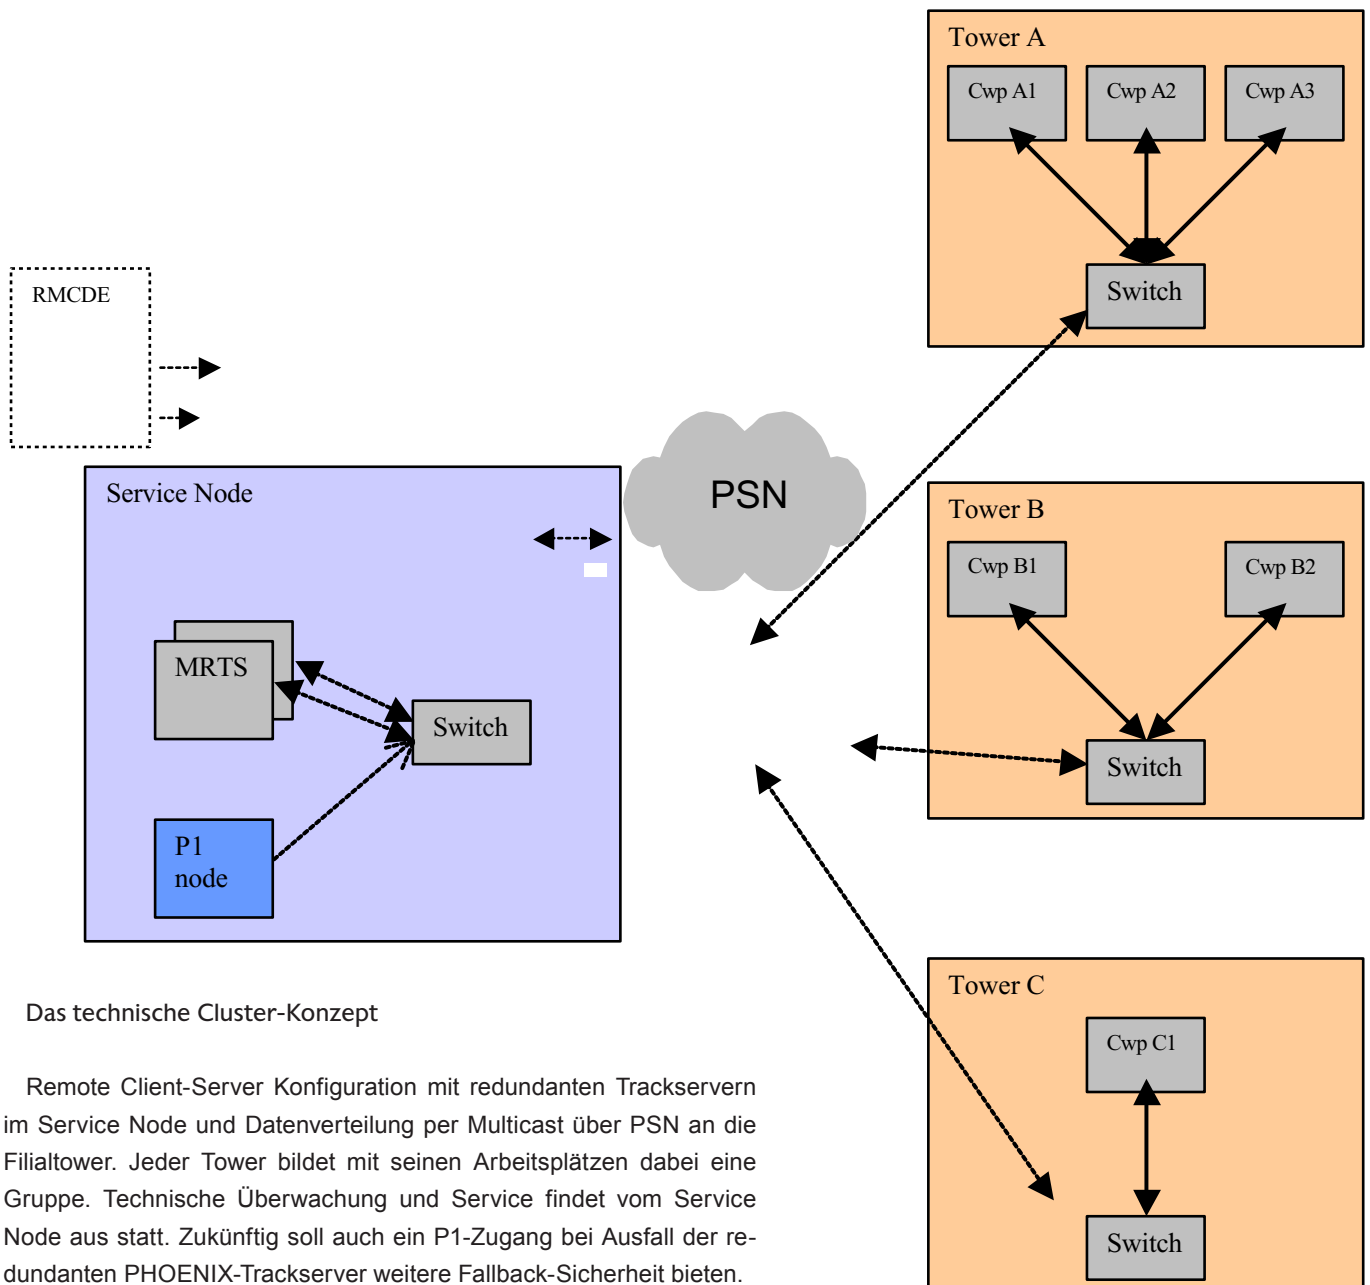 Tower A
Cwp A1
Cwp A2
Cwp A3
Switch
RMCDE
PSN
Service Node
MRTS
Switch
P1
node
Tower B
Cwp B1
Cwp B2
Switch
Tower C
Cwp C1
Switch
Das technische Cluster-Konzept
Remote Client-Server Konfiguration mit redundanten Trackservern
im Service Node und Datenverteilung per Multicast über PSN an die
Filialtower. Jeder Tower bildet mit seinen Arbeitsplätzen dabei eine
Gruppe. Technische Überwachung und Service findet vom Service
Node aus statt. Zukünftig soll auch ein P1-Zugang bei Ausfall der re-
dundanten PHOENIX-Trackserver weitere Fallback-Sicherheit bieten.